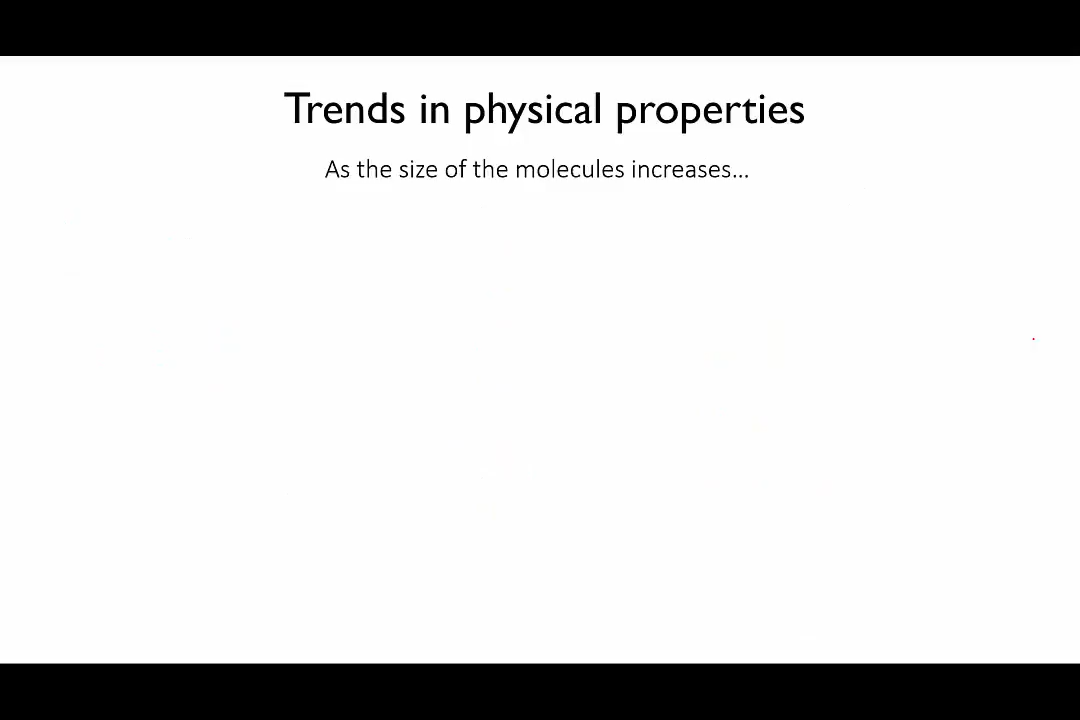 Trends in physical properties
As the size of the molecules increases…